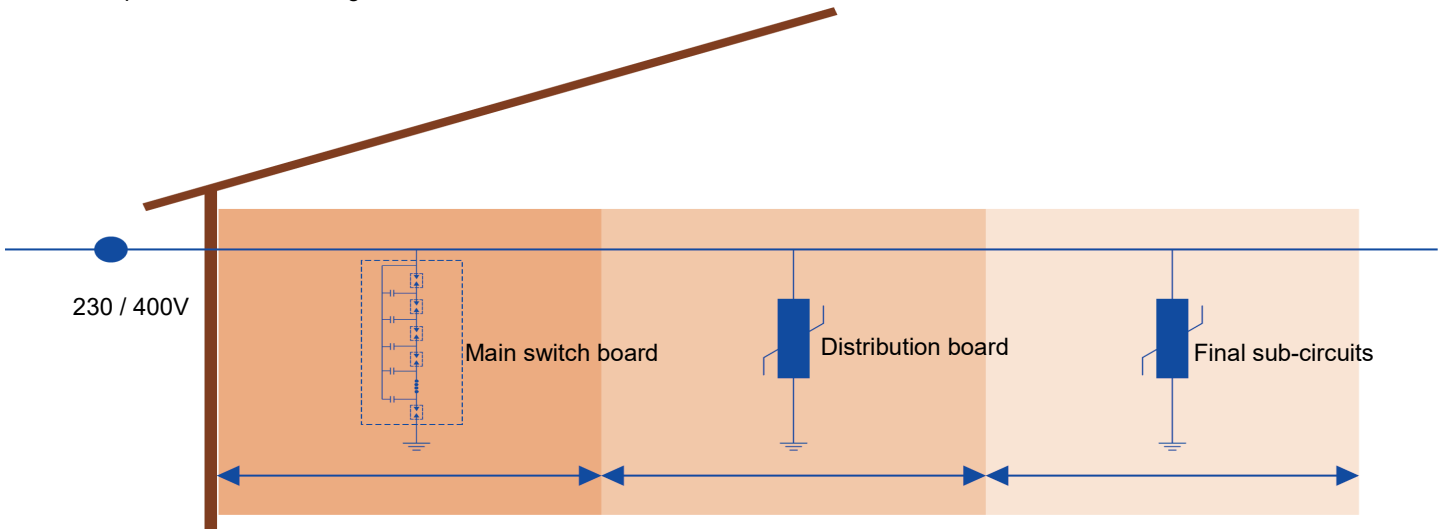 230 / 400V
Main switch board
Distribution board
Final sub-circuits